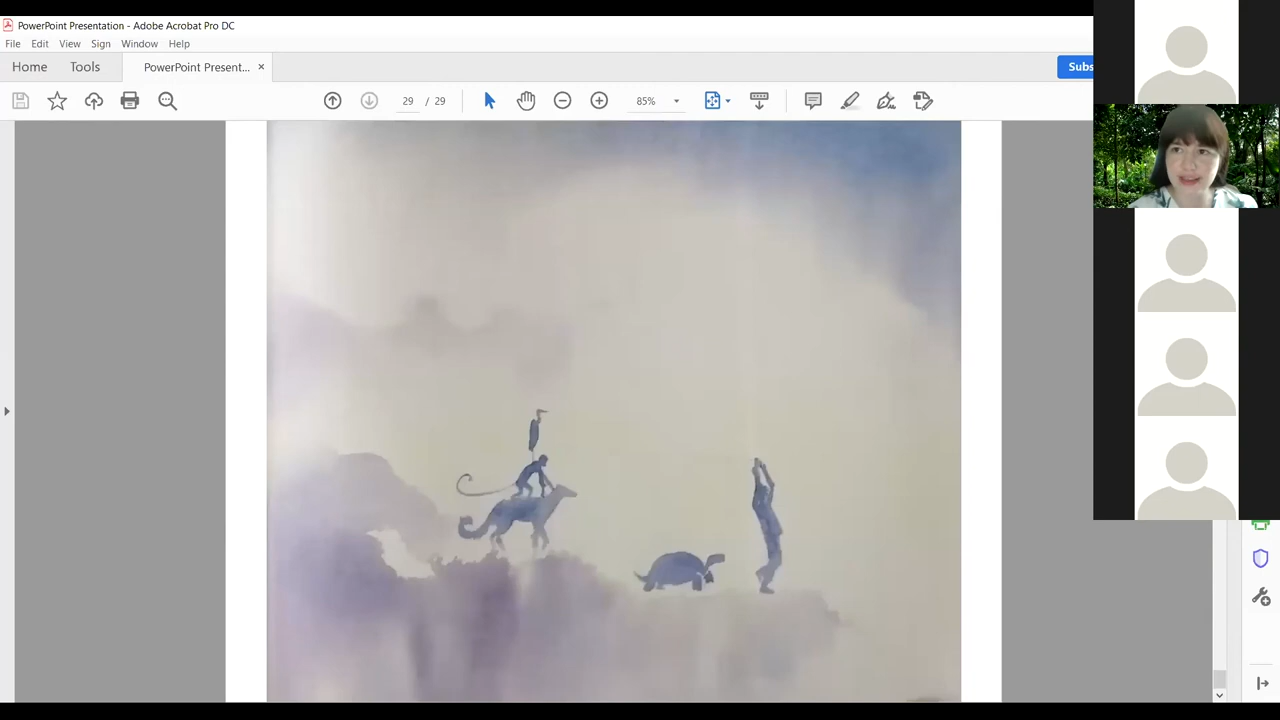 PowerPoint Presentation - Adobe Acrobat Pro DC
File Edit View Sign Window Help
Home Tools PowerPoint Present... Subs
29 / 29 85%